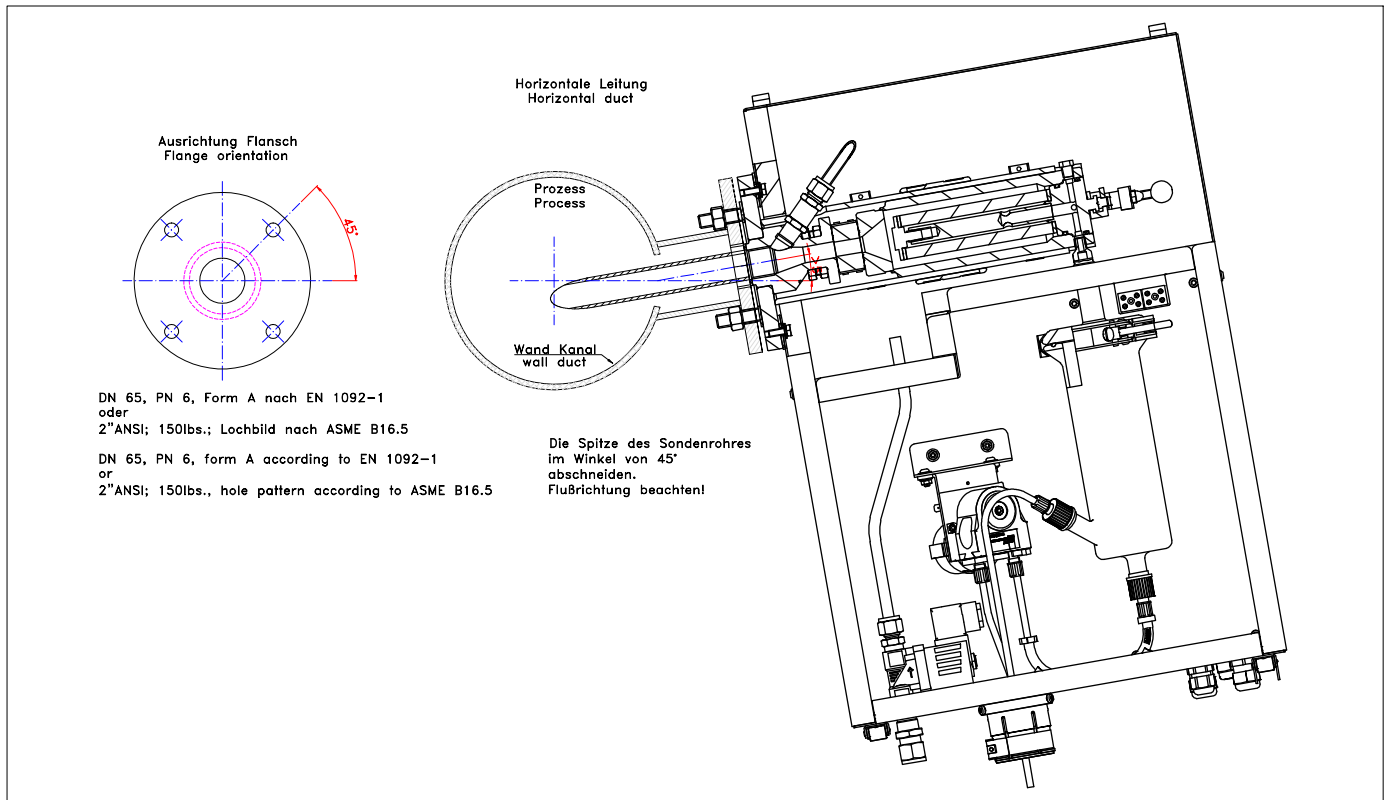 Horizontale Leitung
Horizontal duct
Ausrichtung Flansch
Flange orientation
45°
Prozess
Process
Wand Kanal
wall duct
DN 65, PN 6, Form A nach EN 1092-1
oder
2"ANSI; 150lbs.; Lochbild nach ASME B16.5
DN 65, PN 6, form A according to EN 1092-1
or
2"ANSI; 150lbs., hole pattern according to ASME B16.5
Die Spitze des Sondenrohres
im Winkel von 45°
abschneiden.
Flußrichtung beachten!